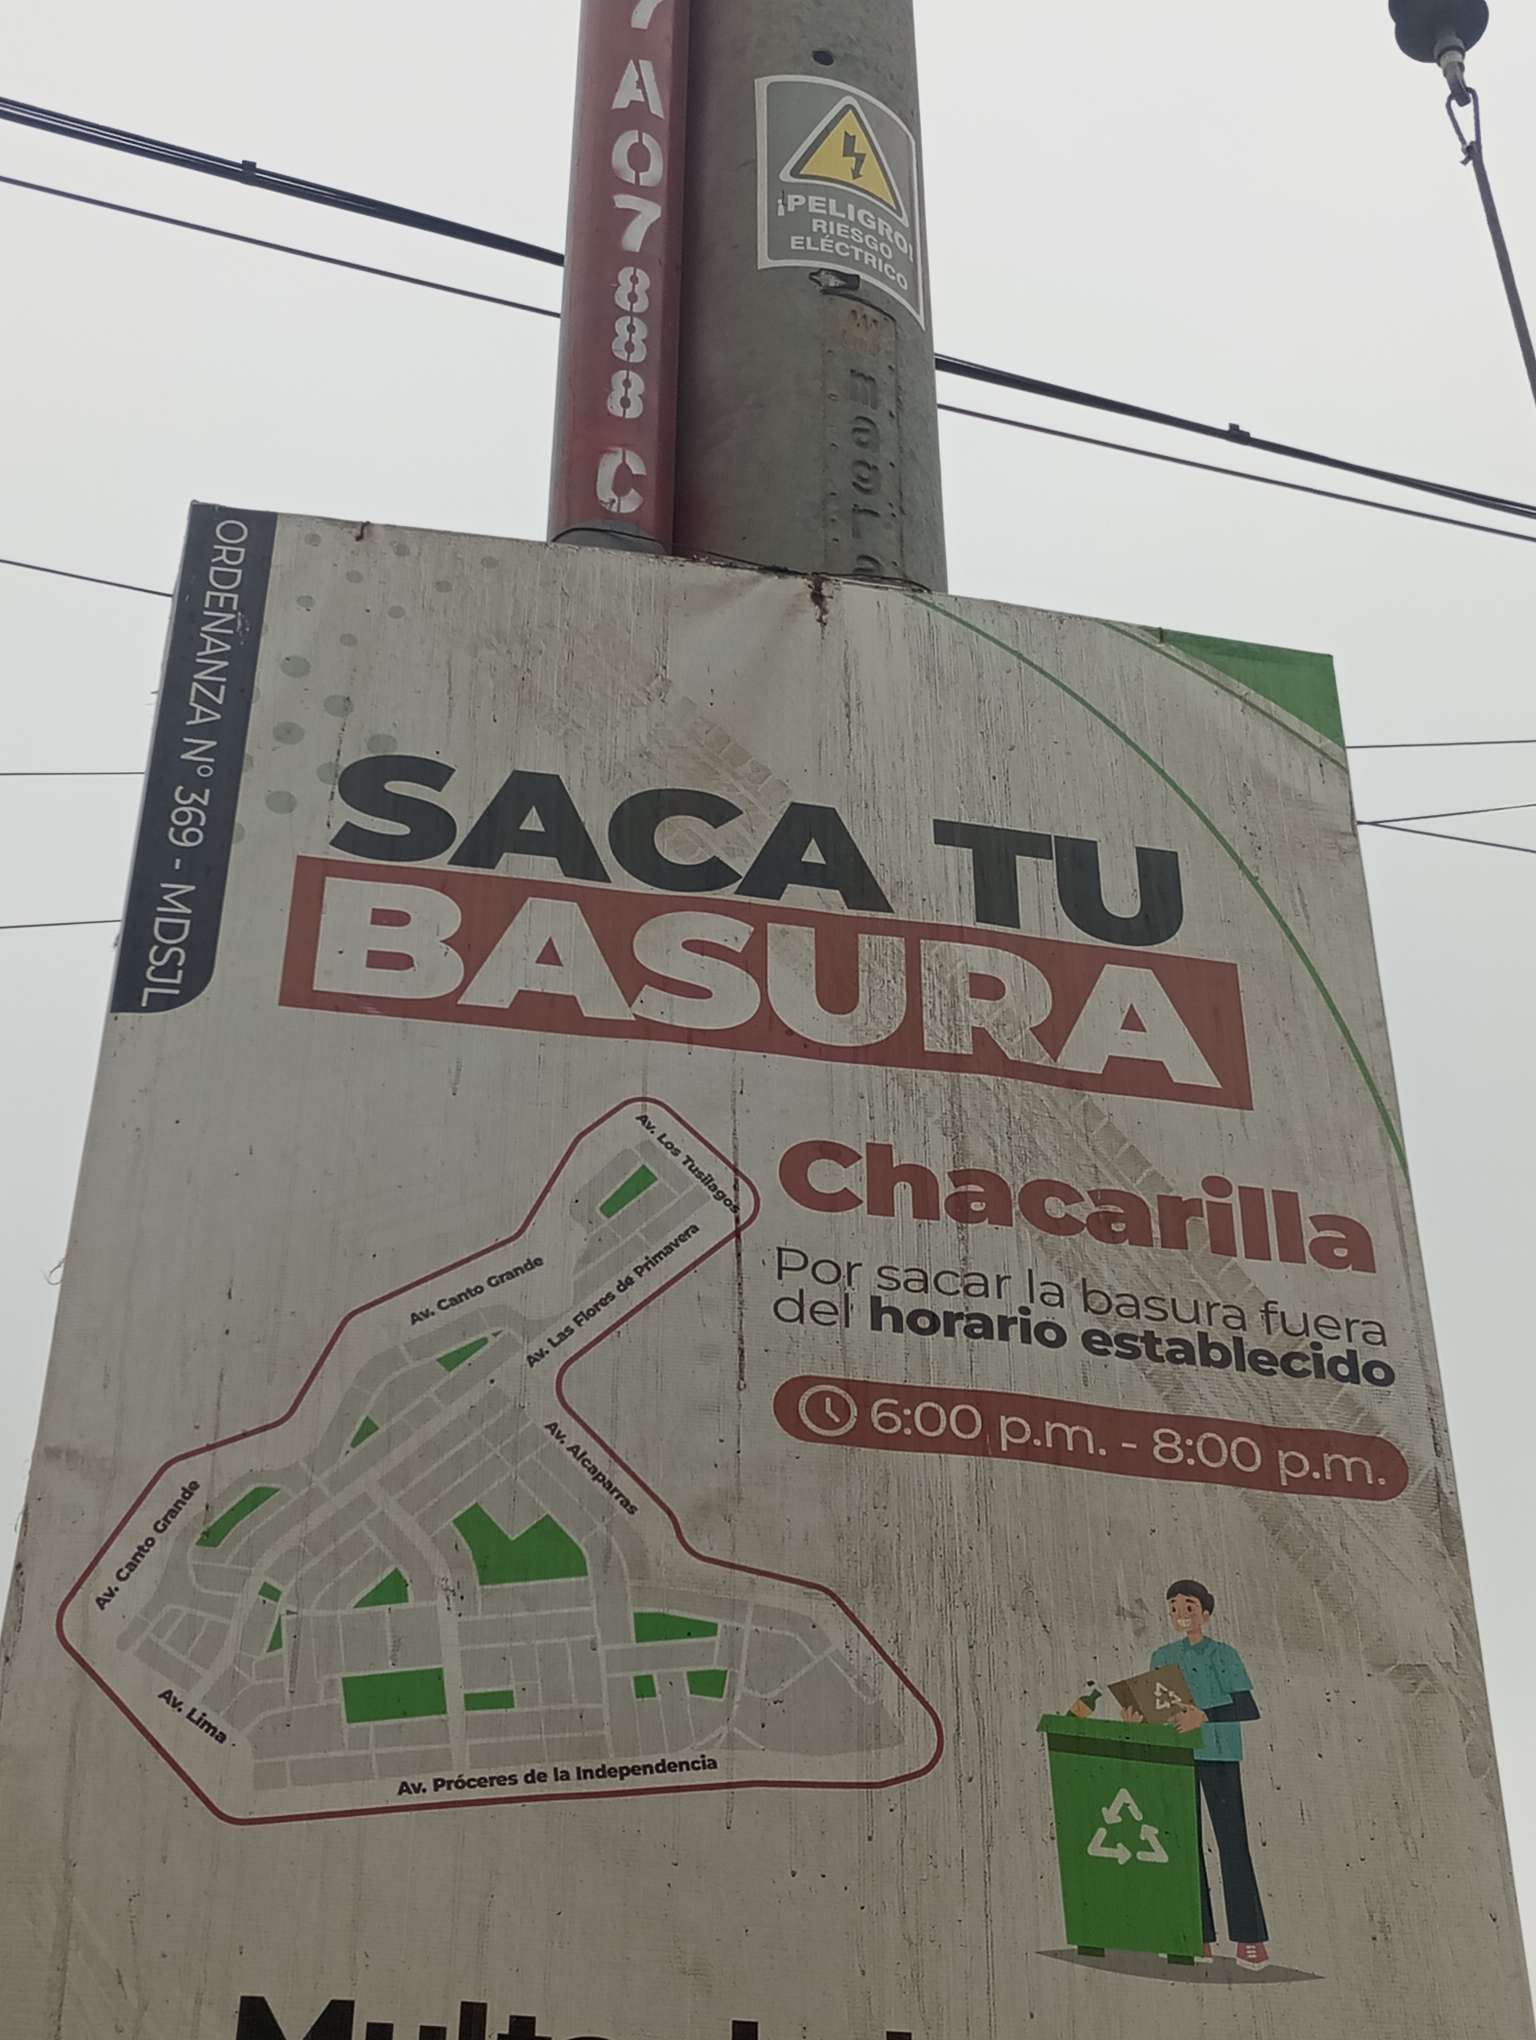 7A07888C
¡PELIGRO!
RIESGO
ELÉCTRICO
ORDENANZA Nº 369 - MDSJL
SACA TU
BASURA
Chacarilla
Por sacar la basura fuera
del horario establecido
6:00 p.m. - 8:00 p.m.
Av. Los Tusilagos
Av. Canto Grande
Av. Las Flores de Primavera
Av. Alcaparras
Av. Canto Grande
Av. Lima
Av. Próceres de la Independencia